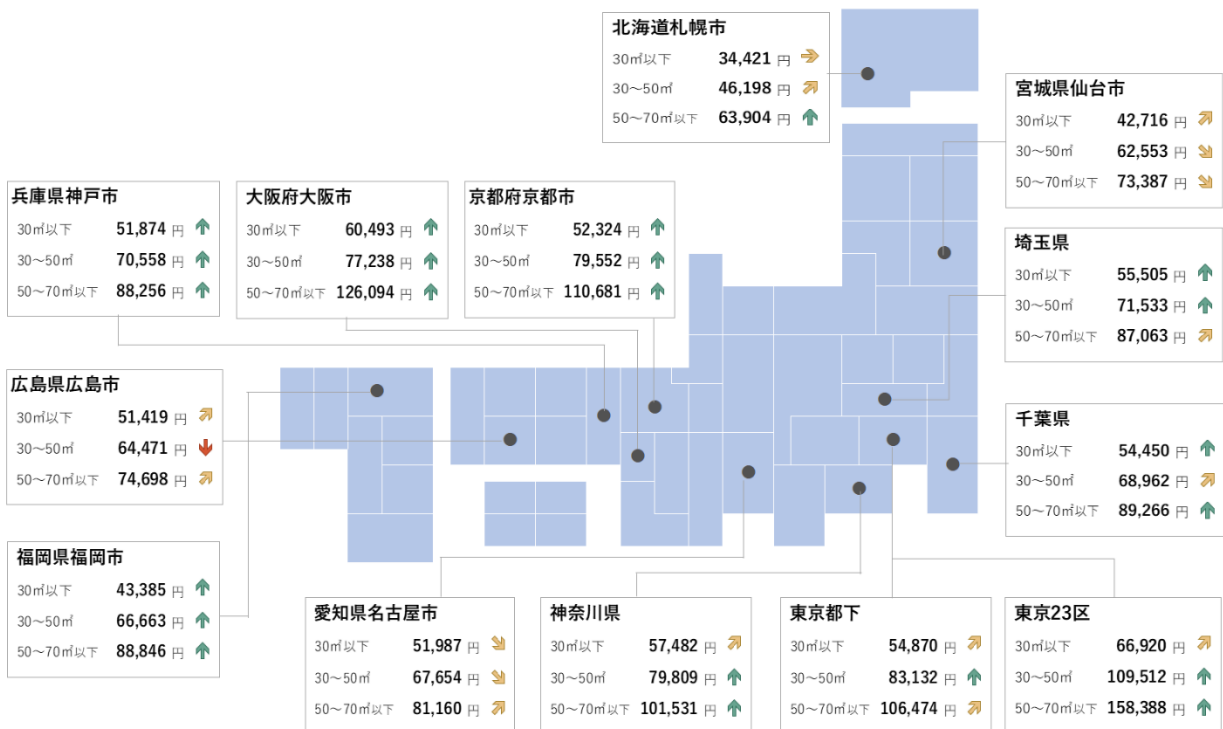 北海道札幌市
30㎡以下 34,421 円
30～50㎡ 46,198 円
50～70㎡以下 63,904 円
宮城県仙台市
30㎡以下 42,716 円
30～50㎡ 62,553 円
50～70㎡以下 73,387 円
兵庫県神戸市
30㎡以下 51,874 円
30～50㎡ 70,558 円
50～70㎡以下 88,256 円
大阪府大阪市
30㎡以下 60,493 円
30～50㎡ 77,238 円
50～70㎡以下 126,094 円
京都府京都市
30㎡以下 52,324 円
30～50㎡ 79,552 円
50～70㎡以下 110,681 円
埼玉県
30㎡以下 55,505 円
30～50㎡ 71,533 円
50～70㎡以下 87,063 円
広島県広島市
30㎡以下 51,419 円
30～50㎡ 64,471 円
50～70㎡以下 74,698 円
千葉県
30㎡以下 54,450 円
30～50㎡ 68,962 円
50～70㎡以下 89,266 円
福岡県福岡市
30㎡以下 43,385 円
30～50㎡ 66,663 円
50～70㎡以下 88,846 円
愛知県名古屋市
30㎡以下 51,987 円
30～50㎡ 67,654 円
50～70㎡以下 81,160 円
神奈川県
30㎡以下 57,482 円
30～50㎡ 79,809 円
50～70㎡以下 101,531 円
東京都下
30㎡以下 54,870 円
30～50㎡ 83,132 円
50～70㎡以下 106,474 円
東京23区
30㎡以下 66,920 円
30～50㎡ 109,512 円
50～70㎡以下 158,388 円